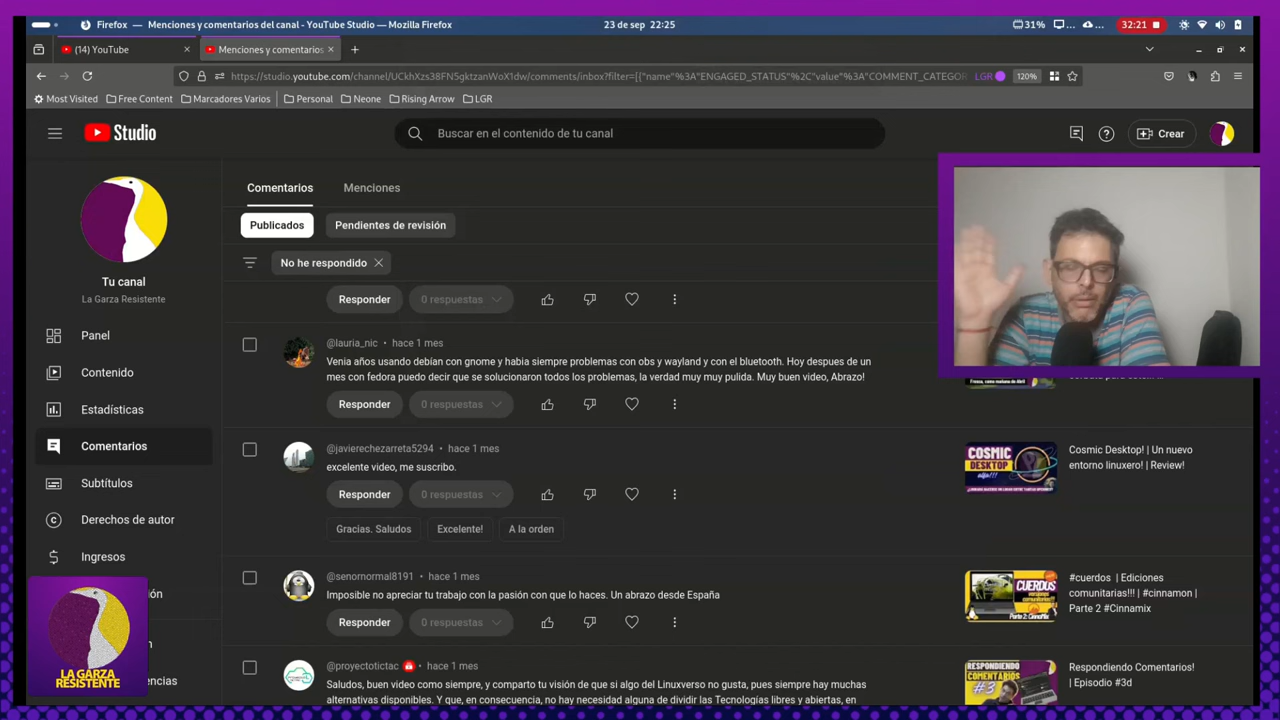 Firefox — Menciones y comentarios del canal - YouTube Studio — Mozilla Firefox
23 de sep 22:25
31%
32:21
(14) YouTube
Menciones y comentarios
https://studio.youtube.com/channel/UCkhXzs38FN5gktzanWoX1dw/comments/inbox?filter=[{"name"%3A"ENGAGED_STATUS"%2C"value"%3A"COMMENT_CATEGOR
LGR
120%
Most Visited
Free Content
Marcadores Varios
Personal
Neone
Rising Arrow
LGR
Studio
Buscar en el contenido de tu canal
Crear
Tu canal
La Garza Resistente
Panel
Contenido
Estadísticas
Comentarios
Subtítulos
Derechos de autor
Ingresos
LA GARZA
RESISTENTE
Comentarios
Menciones
Publicados
Pendientes de revisión
No he respondido
Responder
0 respuestas
@lauria_nic • hace 1 mes
Venia años usando debían con gnome y habia siempre problemas con obs y wayland y con el bluetooth. Hoy despues de un
mes con fedora puedo decir que se solucionaron todos los problemas, la verdad muy muy pulida. Muy buen video, Abrazo!
Responder
0 respuestas
@javierechezarreta5294 • hace 1 mes
excelente video, me suscribo.
Responder
0 respuestas
Gracias. Saludos
Excelente!
A la orden
COSMIC
DESKTOP
Cosmic Desktop! | Un nuevo
entorno linuxero! | Review!
@senornormal8191 • hace 1 mes
Imposible no apreciar tu trabajo con la pasión con que lo haces. Un abrazo desde España
Responder
0 respuestas
CUERDOS
Parte 2: Cinnamix
#cuerdos | Ediciones
comunitarias!!! | #cinnamon |
Parte 2 #Cinnamix
@proyectotictac • hace 1 mes
Saludos, buen video como siempre, y comparto tu visión de que si algo del Linuxverso no gusta, pues siempre hay muchas
alternativas disponibles. Y que, en consecuencia, no hay necesidad alguna de dividir las Tecnologías libres y abiertas, en
RESPONDIENDO
COMENTARIOS
#3
Respondiendo Comentarios!
| Episodio #3d